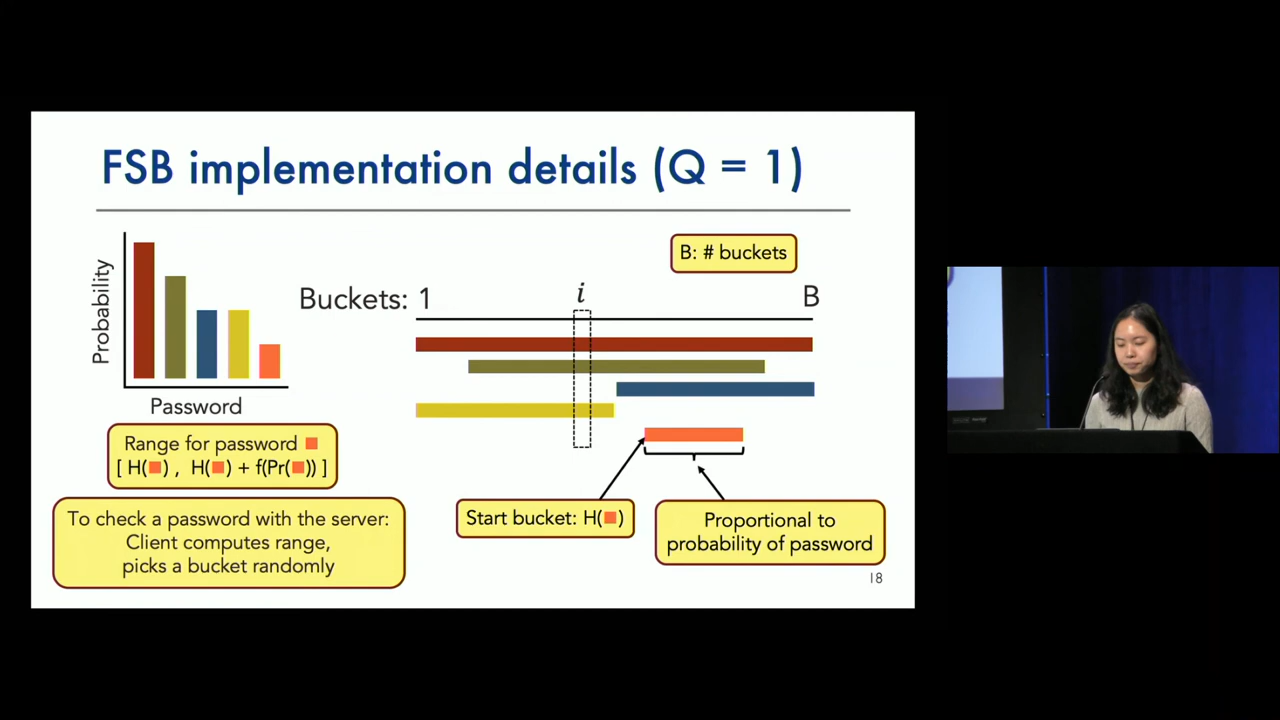 FSB implementation details (Q = 1)
B: # buckets
Probability
Password
Buckets: 1
i
B
Range for password ■
[ H(■) , H(■) + f(Pr(■)) ]
To check a password with the server:
Client computes range,
picks a bucket randomly
Start bucket: H(■)
Proportional to
probability of password
18